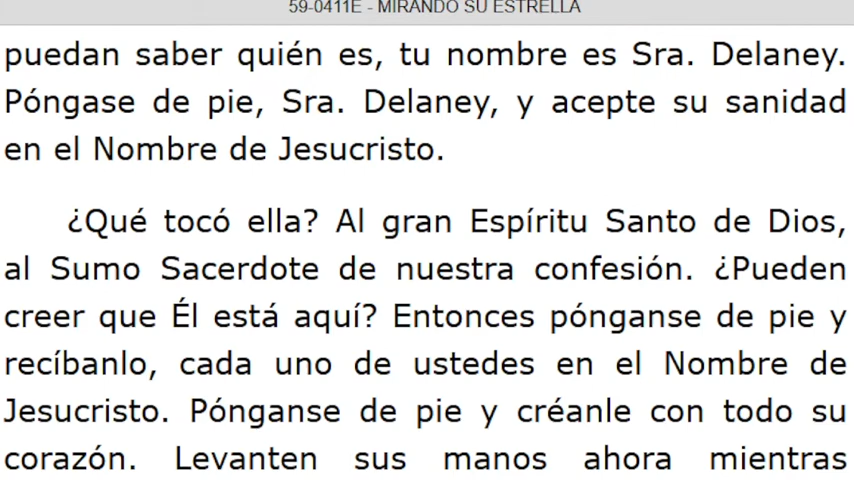 59-0411E - MIRANDO SU ESTRELLA
puedan saber quién es, tu nombre es Sra. Delaney.
Póngase de pie, Sra. Delaney, y acepte su sanidad
en el Nombre de Jesucristo.
¿Qué tocó ella? Al gran Espíritu Santo de Dios,
al Sumo Sacerdote de nuestra confesión. ¿Pueden
creer que Él está aquí? Entonces pónganse de pie y
recíbanlo, cada uno de ustedes en el Nombre de
Jesucristo. Pónganse de pie y créanle con todo su
corazón. Levanten sus manos ahora mientras